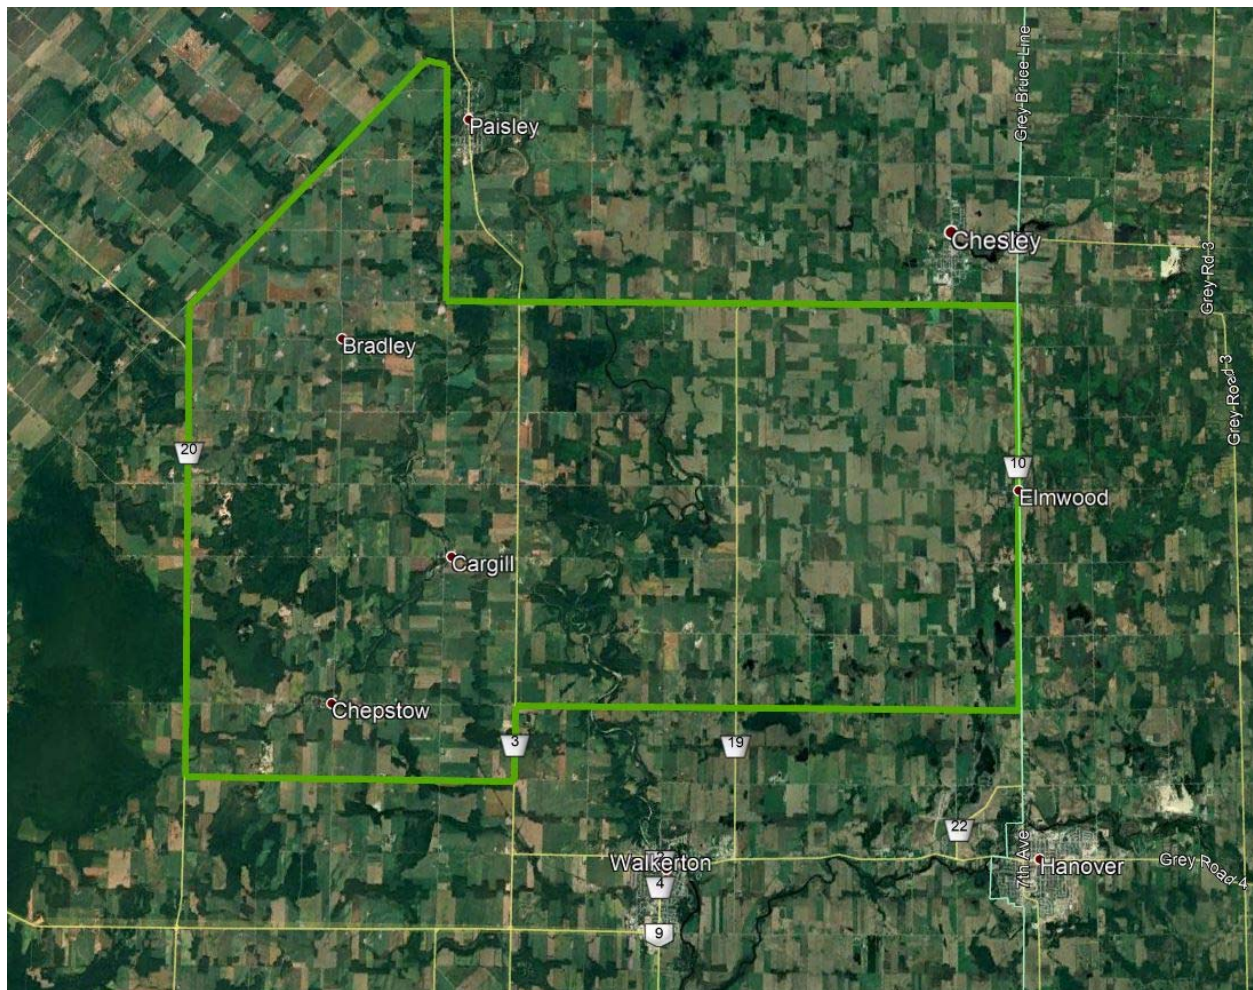 Grey Bruce Line
Paisley
Chesley
Grey Rd 3
Bradley
Grey Road 3
20
10
Elmwood
Cargill
Chepstow
3
19
22
Walkerton
4
7th Ave
Hanover
Grey Road 4
9